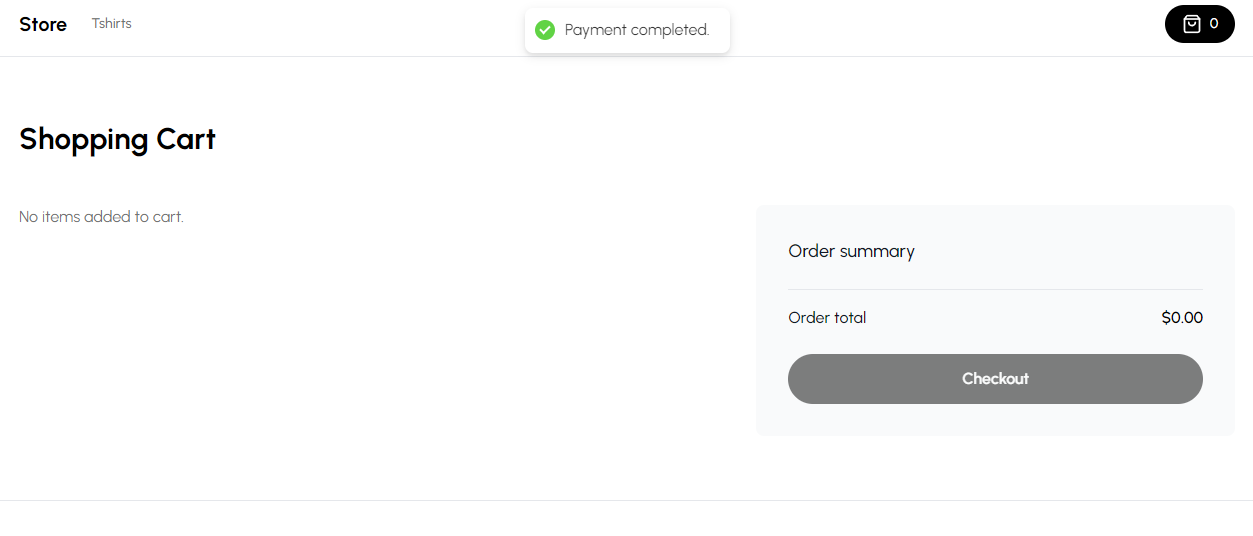 Store
Tshirts
Payment completed.
0
Shopping Cart
No items added to cart.
Order summary
Order total
$0.00
Checkout